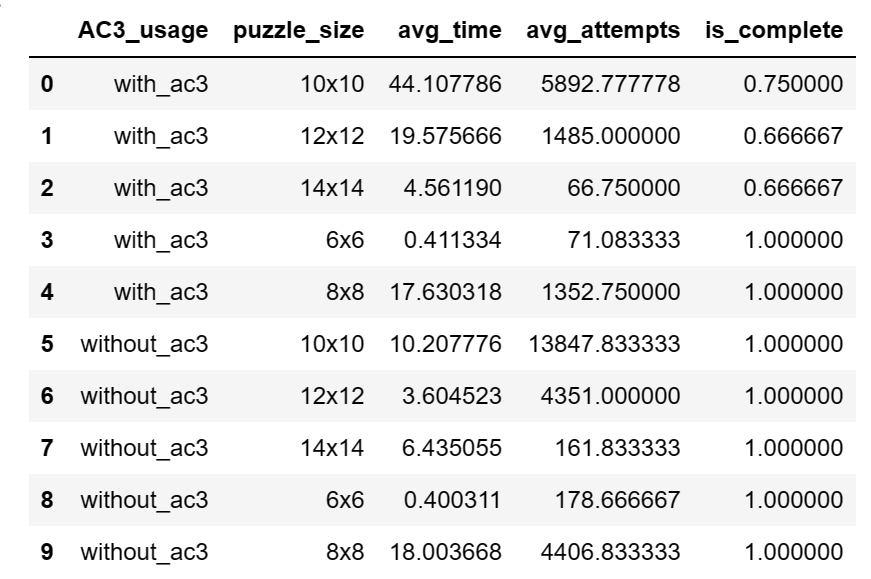 AC3_usage puzzle_size avg_time avg_attempts is_complete
0 with_ac3 10x10 44.107786 5892.777778 0.750000
1 with_ac3 12x12 19.575666 1485.000000 0.666667
2 with_ac3 14x14 4.561190 66.750000 0.666667
3 with_ac3 6x6 0.411334 71.083333 1.000000
4 with_ac3 8x8 17.630318 1352.750000 1.000000
5 without_ac3 10x10 10.207776 13847.833333 1.000000
6 without_ac3 12x12 3.604523 4351.000000 1.000000
7 without_ac3 14x14 6.435055 161.833333 1.000000
8 without_ac3 6x6 0.400311 178.666667 1.000000
9 without_ac3 8x8 18.003668 4406.833333 1.000000